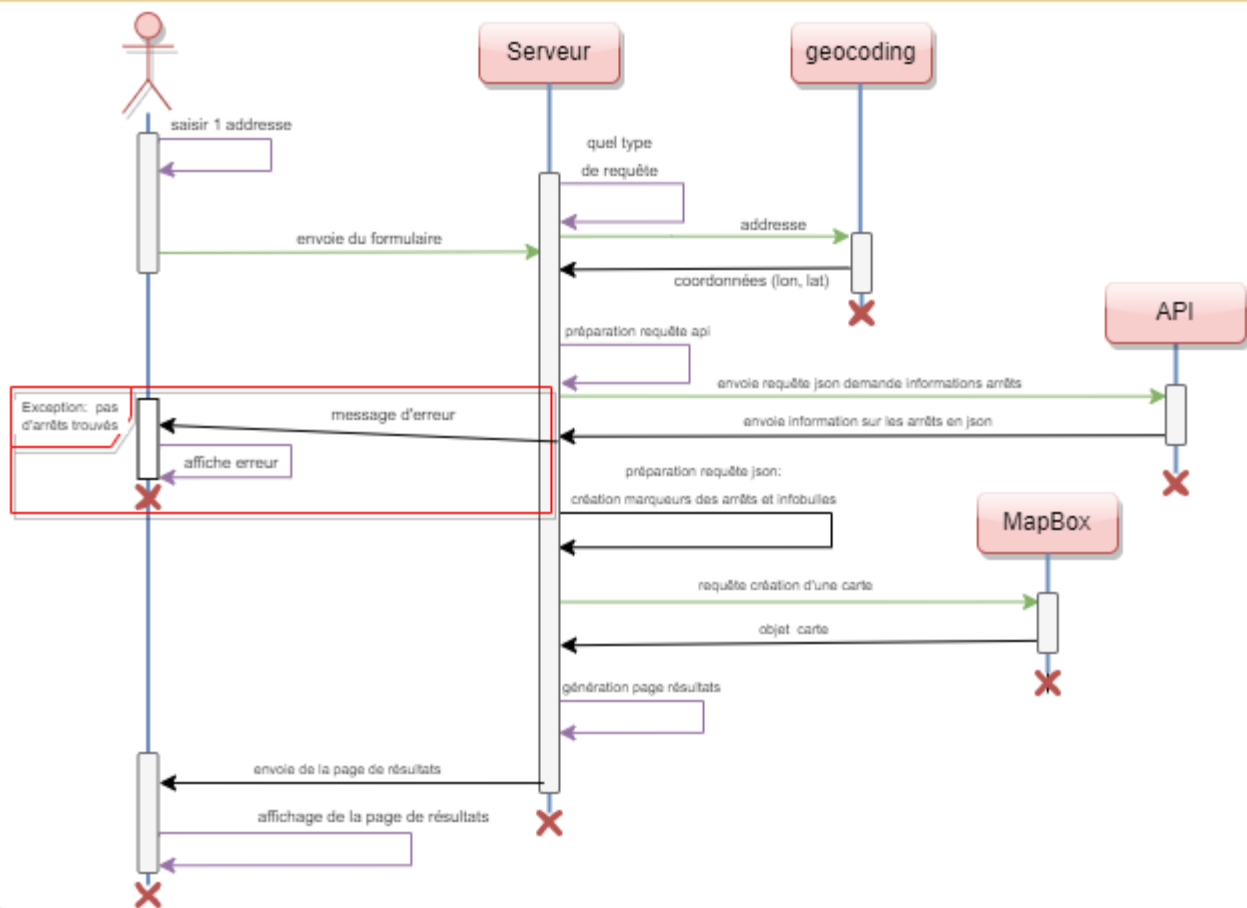 Serveur
geocoding
saisir 1 addresse
quel type
de requête
addresse
envoie du formulaire
coordonnées (lon, lat)
API
préparation requête api
envoie requête json demande informations arrêts
Exception: pas
d'arrêts trouvés
message d'erreur
envoie information sur les arrêts en json
affiche erreur
préparation requête json:
création marqueurs des arrêts et infobulles
MapBox
requête création d'une carte
objet carte
génération page résultats
envoie de la page de résultats
affichage de la page de résultats